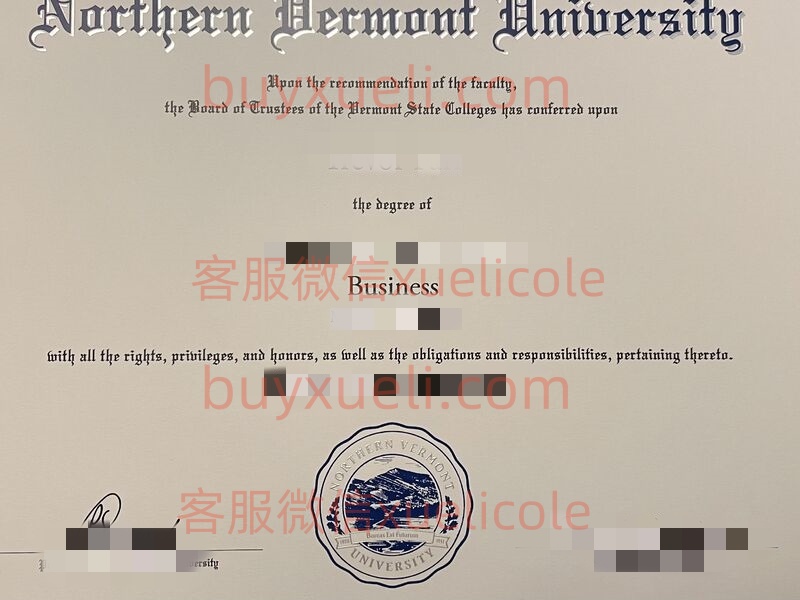 Northern Vermont University
buyxueli.com
Upon the recommendation of the faculty,
the Board of Trustees of the Vermont State Colleges has conferred upon
the degree of
客服微信xuelicole
Business
with all the rights, privileges, and honors, as well as the obligations and responsibilities, pertaining thereto.
buyxueli.com
NORTHERN VERMONT
客服微信xuelicole
UNIVERSITY